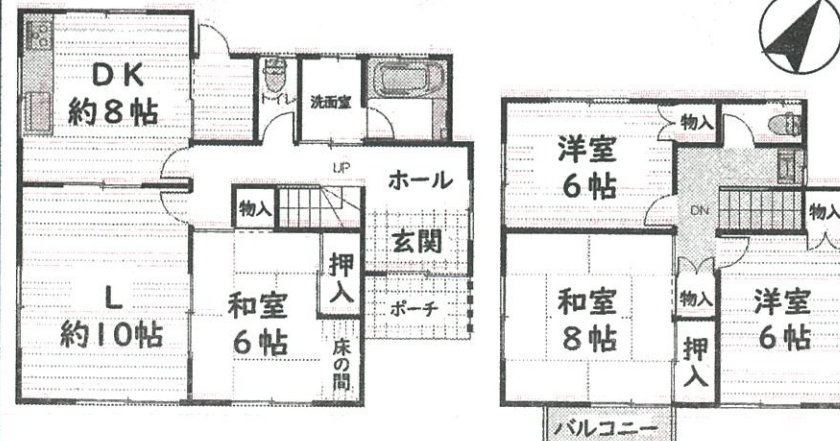 DK
約8帖
トイレ
洗面室
UP
ホール
物入
玄関
押入
L
約10帖
和室
6帖
床の間
ポーチ
洋室
6帖
物入
DN
物入
和室
8帖
物入
押入
洋室
6帖
バルコニー